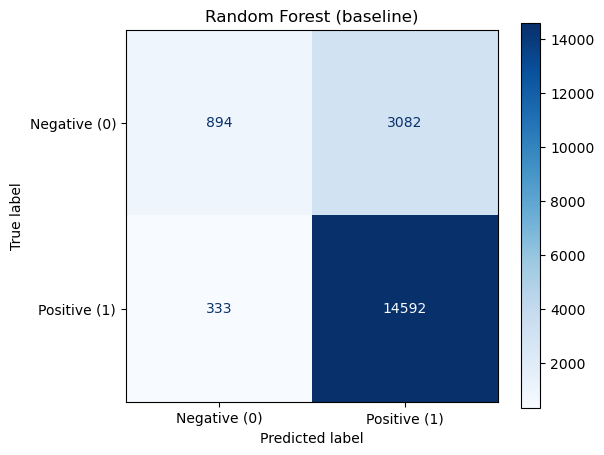 Random Forest (baseline)
True label
Negative (0)
894
3082
Positive (1)
333
14592
Negative (0)
Positive (1)
Predicted label
14000
12000
10000
8000
6000
4000
2000